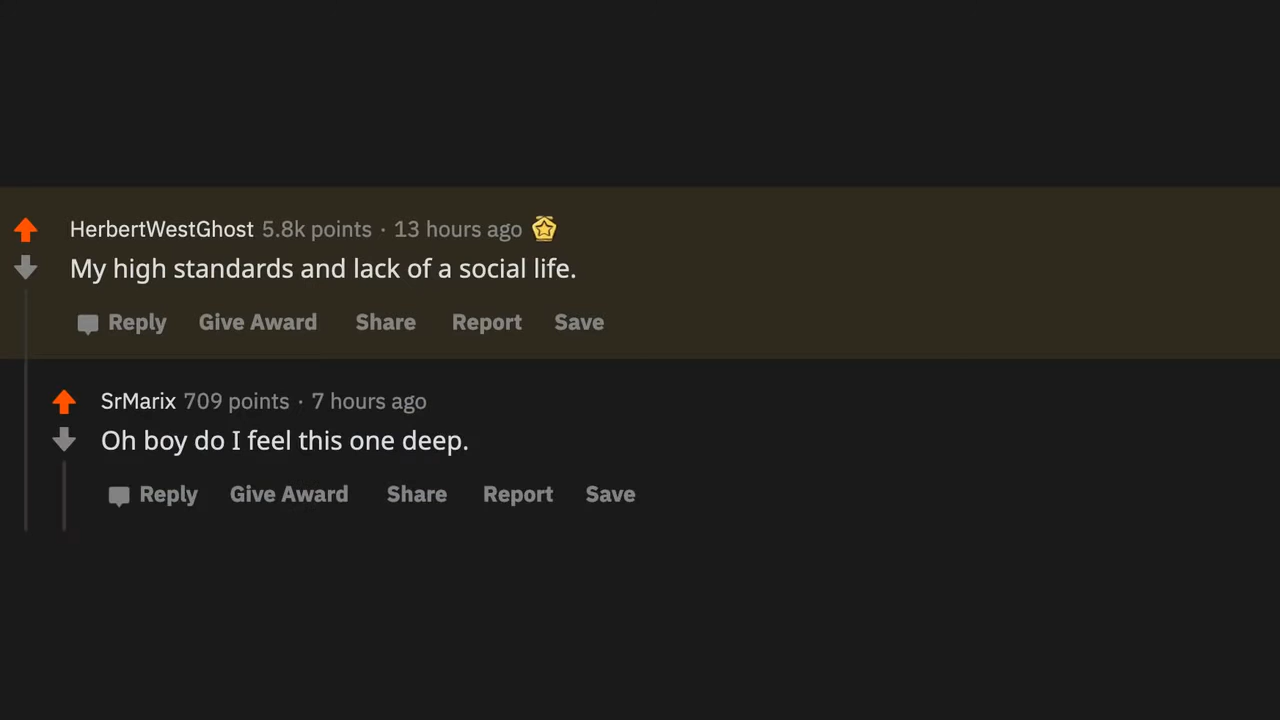 HerbertWestGhost 5.8k points · 13 hours ago
My high standards and lack of a social life.
Reply Give Award Share Report Save
SrMarix 709 points · 7 hours ago
Oh boy do I feel this one deep.
Reply Give Award Share Report Save